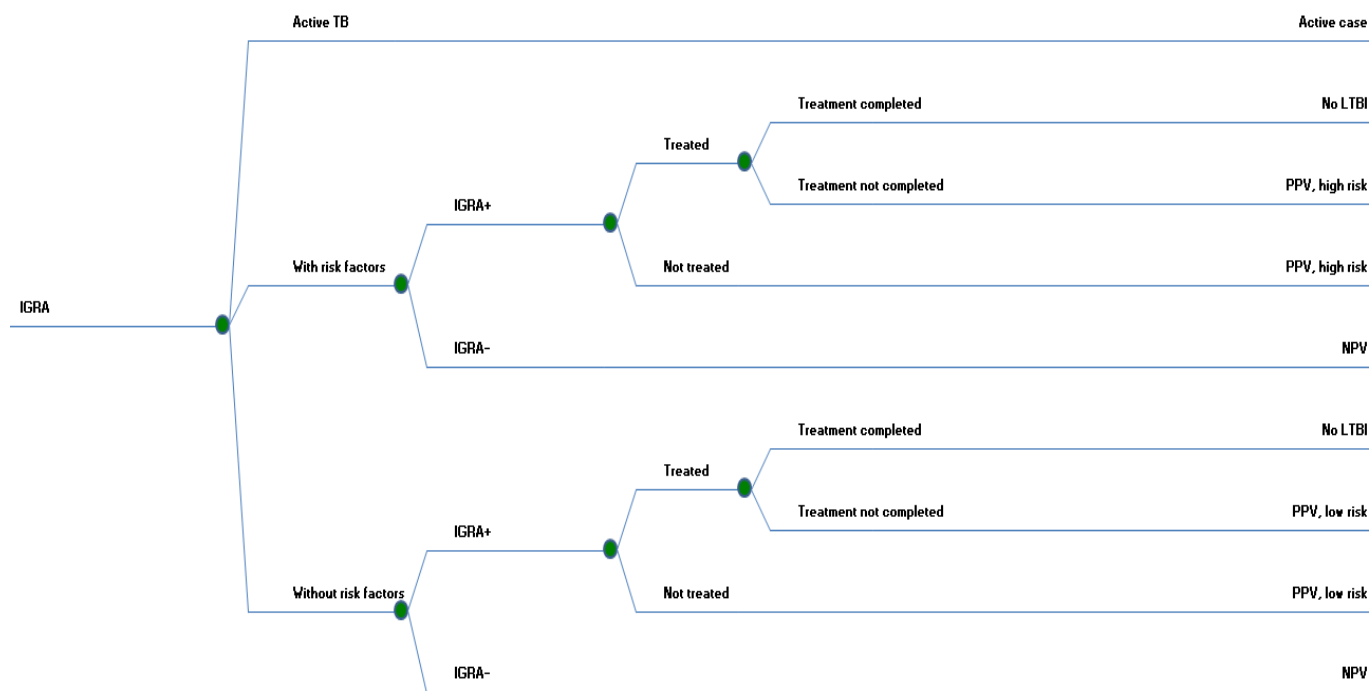 Active TB Active case
Treatment completed No LTBI
Treated
Treatment not completed PPV, high risk
IGRA+
With risk factors Not treated PPV, high risk
IGRA
IGRA- NPV
Treatment completed No LTBI
Treated
Treatment not completed PPV, low risk
IGRA+
Without risk factors Not treated PPV, low risk
IGRA- NPV